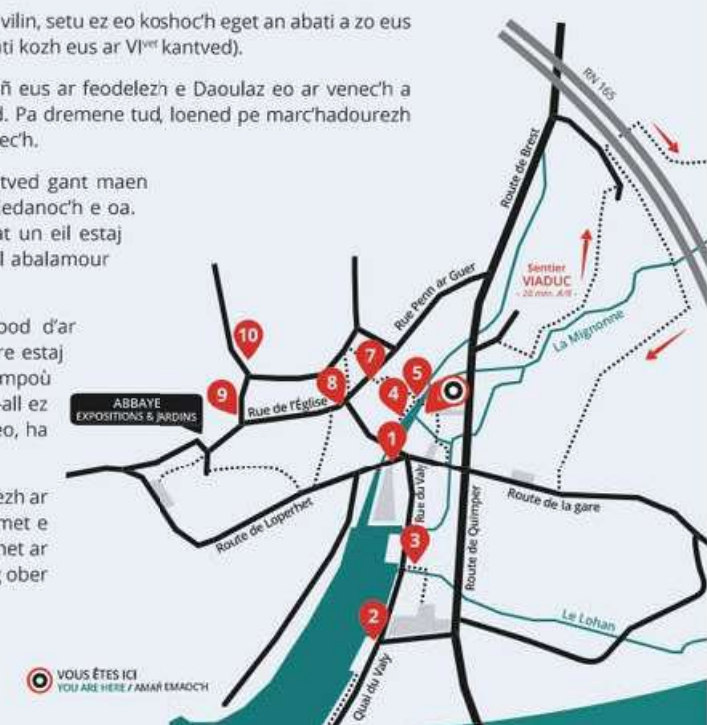 vilin, setu ez eo koshoc'h eget an abati a zo eus
ti kozh eus ar VIvet kantved).
ñ eus ar feodelezh e Daoulaz eo ar venec'h a
d. Pa dremene tud, loened pe marc'hadourezh
ec'h.
tved gant maen
edanoc'h e oa.
at un eil estaj
l abalamour
ood d'ar
re estaj
mpoù
-all ez
eo, ha
ezh ar
met e
net ar
g ober
RN 165
Route de Brest
Sentier
VIADUC
- 20 min. A/R -
La Mignonne
Rue Penn ar Guer
10
7
5
9
8
4
ABBAYE
EXPOSITIONS & JARDINS
Rue de l'Église
1
Rue du Valy
Route de Loperhet
Route de la gare
3
Route de Quimper
2
Le Lohan
Quai du Valy
VOUS ÊTES ICI
YOU ARE HERE / AMAÑ EMAOC'H